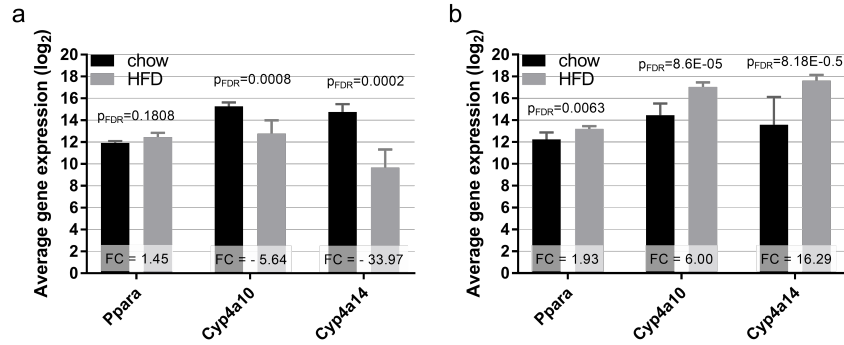 a
Average gene expression (log2)
20
18
16
14
12
10
8
6
4
2
0
chow
HFD
pFDR=0.1808
pFDR=0.0008
pFDR=0.0002
FC = 1.45
FC = - 5.64
FC = - 33.97
Ppara
Cyp4a10
Cyp4a14
b
Average gene expression (log2)
20
18
16
14
12
10
8
6
4
2
0
chow
HFD
pFDR=0.0063
pFDR=8.6E-05
pFDR=8.18E-0.5
FC = 1.93
FC = 6.00
FC = 16.29
Ppara
Cyp4a10
Cyp4a14